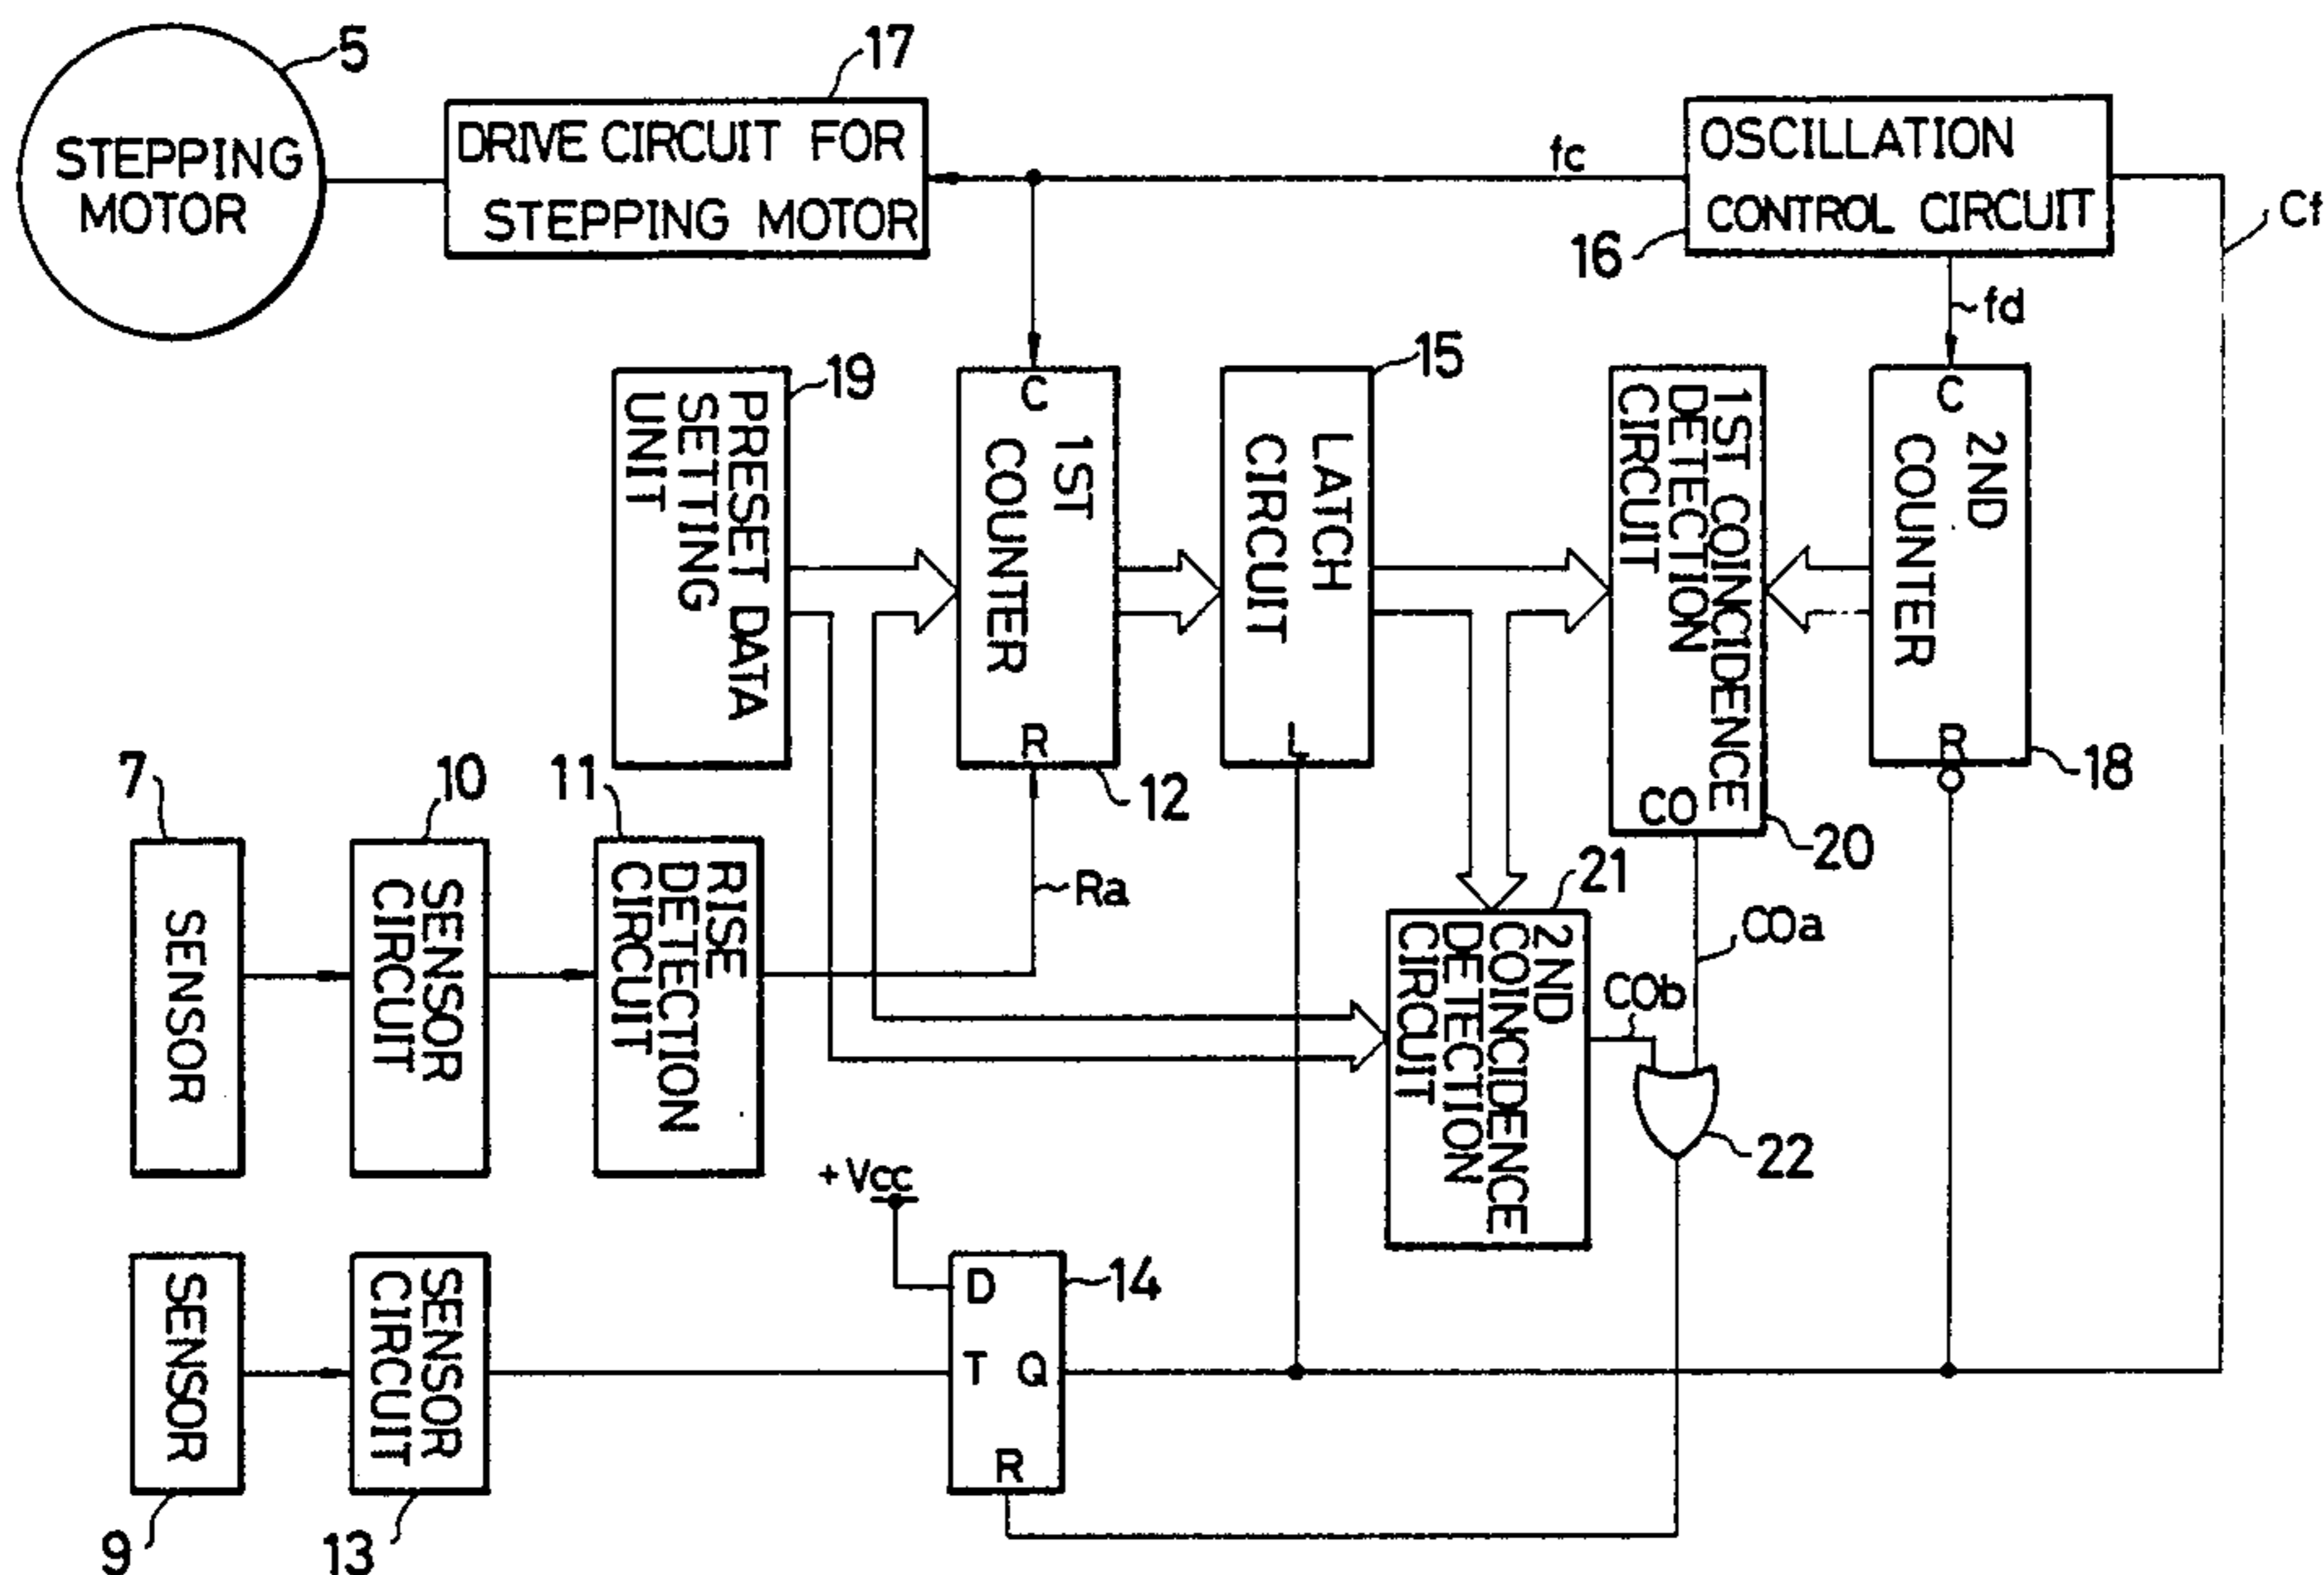 5
STEPPING
MOTOR
17
DRIVE CIRCUIT FOR
STEPPING MOTOR
fc
OSCILLATION
CONTROL CIRCUIT
16
Cf
fd
19
PRESET DATA
SETTING
UNIT
C
1ST
COUNTER
R
12
15
LATCH
CIRCUIT
L
1ST COINCIDENCE
DETECTION
CIRCUIT
CO
20
C
2ND
COUNTER
R
18
7
SENSOR
10
SENSOR
CIRCUIT
11
RISE
DETECTION
CIRCUIT
Ra
21
2ND
COINCIDENCE
DETECTION
CIRCUIT
COa
COb
22
+Vcc
SENSOR
9
SENSOR
CIRCUIT
13
D
14
T Q
R